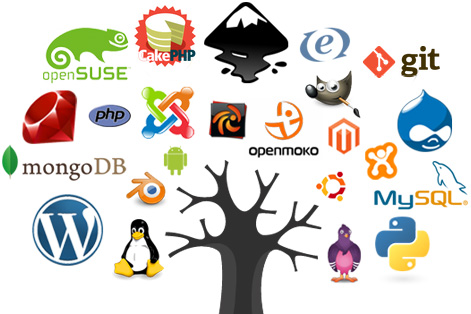 openSUSE
CakePHP
e
git
php
openmoko
mongoDB
MySQL
W